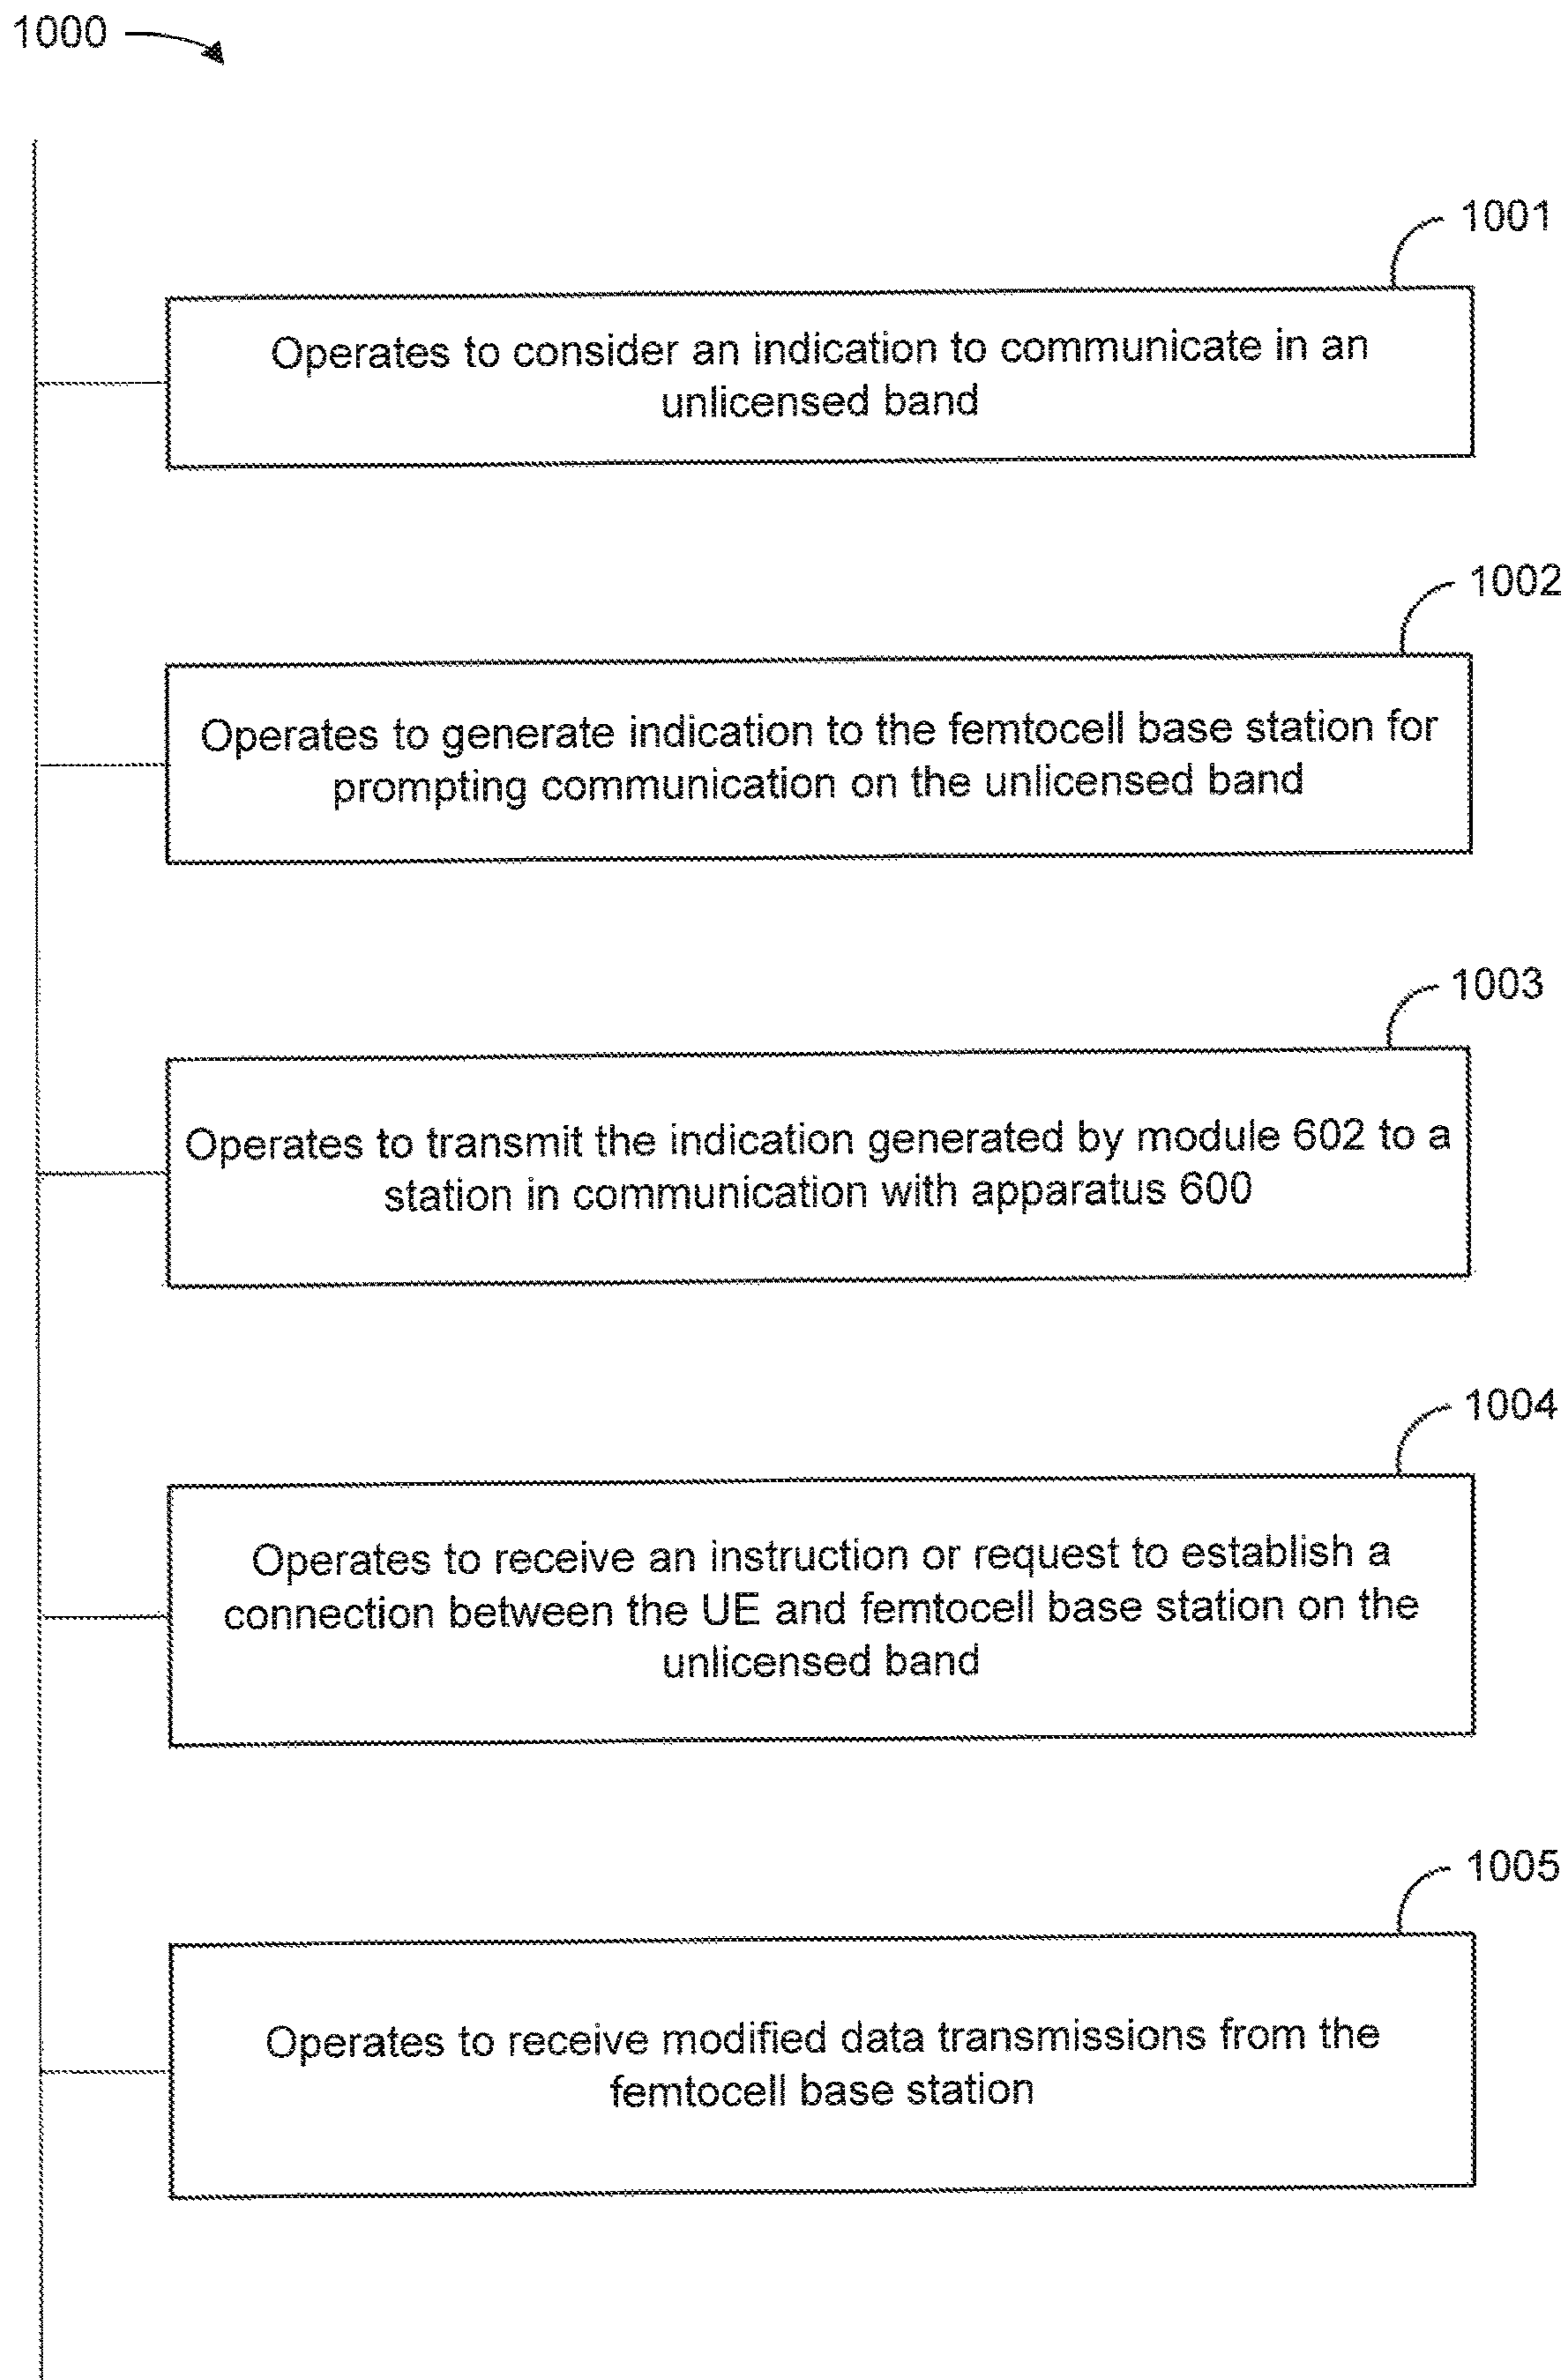 1000
1001
Operates to consider an indication to communicate in an
unlicensed band
1002
Operates to generate indication to the femtocell base station for
prompting communication on the unlicensed band
1003
Operates to transmit the indication generated by module 602 to a
station in communication with apparatus 600
1004
Operates to receive an instruction or request to establish a
connection between the UE and femtocell base station on the
unlicensed band
1005
Operates to receive modified data transmissions from the
femtocell base station